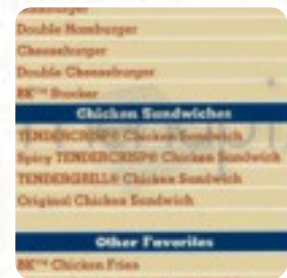 Hamburger
Double Hamburger
Cheeseburger
Double Cheeseburger
BK™ Stacker
Chicken Sandwiches
TENDERCRISP® Chicken Sandwich
Spicy TENDERCRISP® Chicken Sandwich
TENDERGRILL® Chicken Sandwich
Original Chicken Sandwich
Other Favorites
BK™ Chicken Fries